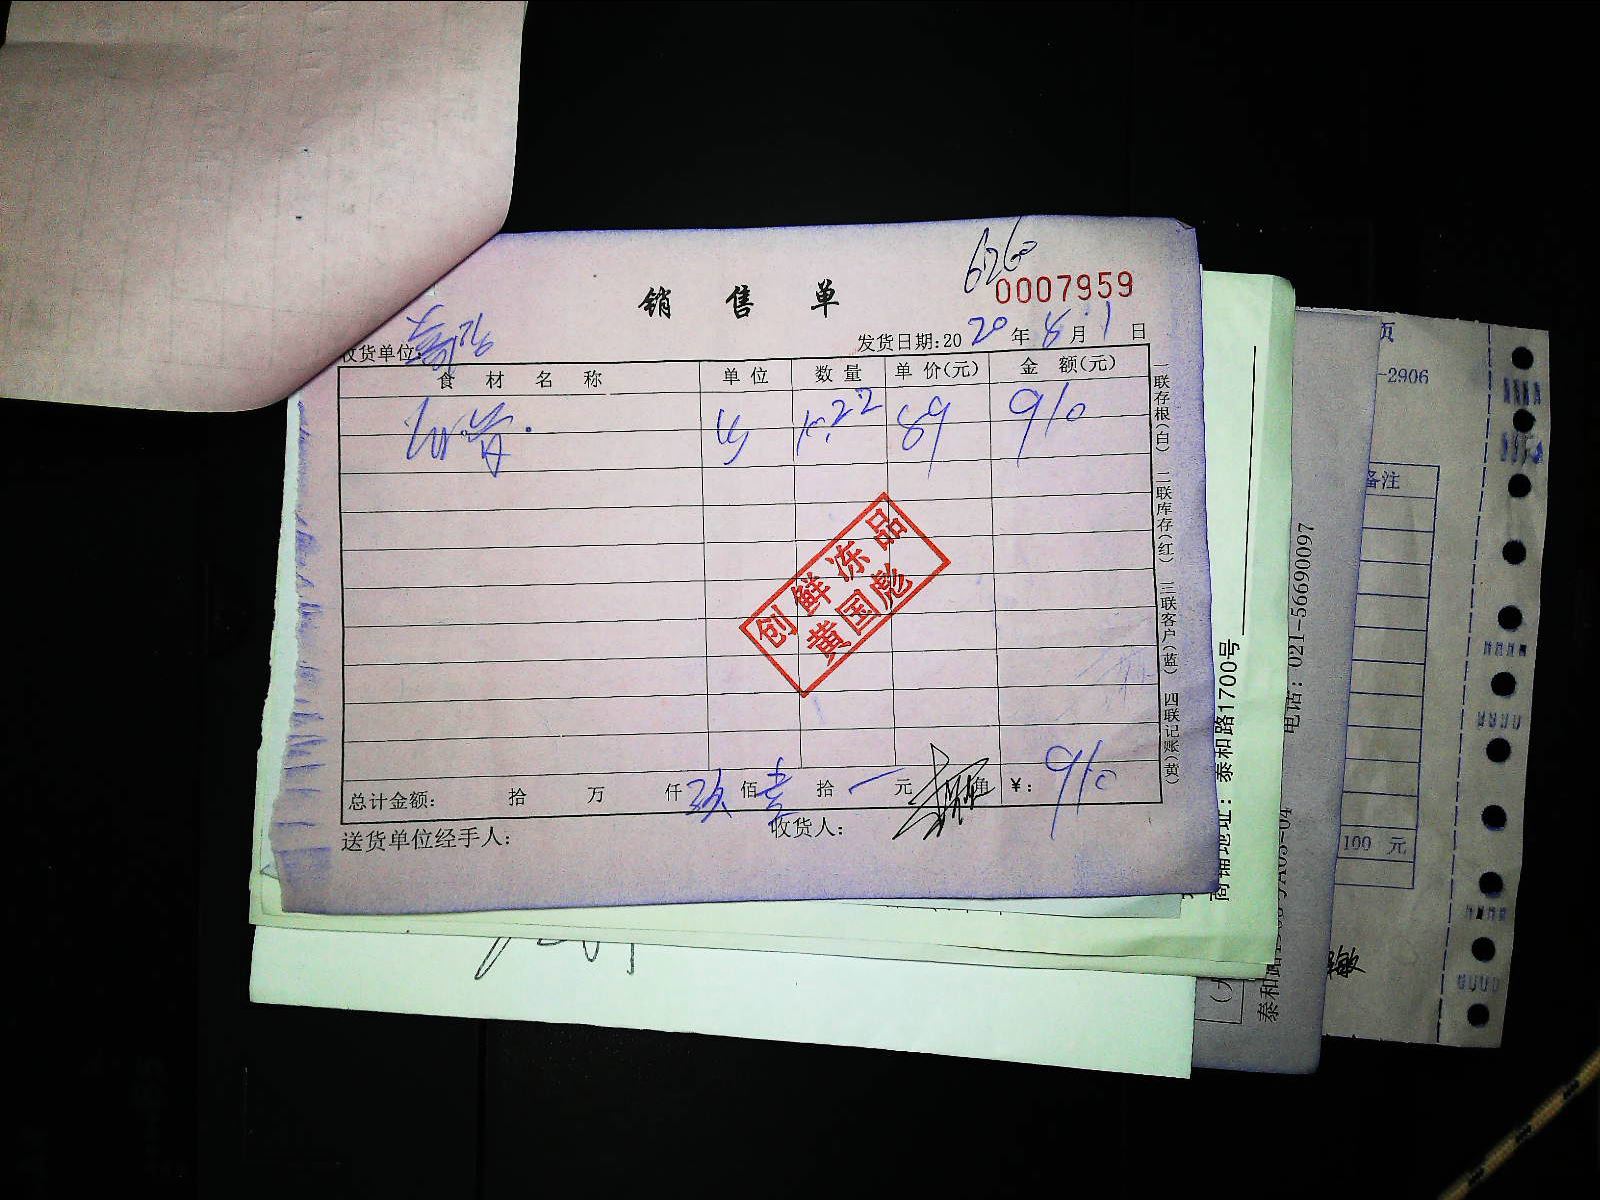 6260
0007959
销售单
收货单位:
发货日期:2020年8月1日
食材名称 单位 数量 单价(元) 金额(元)
89 910
创鲜冻品
黄国彪
总计金额: 拾 万 仟 玖佰壹拾一元 角 ¥:910
送货单位经手人: 收货人:
一联存根(白) 二联库存(红) 三联客户(蓝) 四联记账(黄)
商铺地址:泰和路1700号
电话:021-56690097
页
-2906
备注
100 元
敏